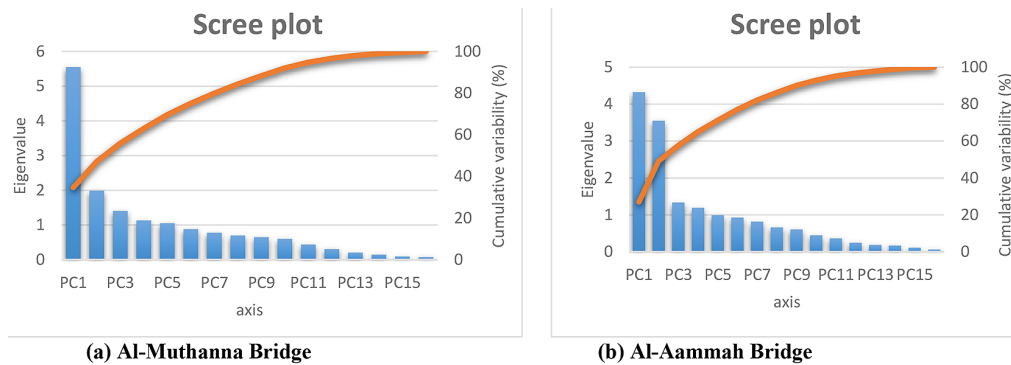 Scree plot
6
5
4
3
2
1
0
Eigenvalue
100
80
60
40
20
0
Cumulative variability (%)
PC1 PC3 PC5 PC7 PC9 PC11 PC13 PC15
axis
(a) Al-Muthanna Bridge
Scree plot
5
4
3
2
1
0
Eigenvalue
100
80
60
40
20
0
Cumulative variability (%)
PC1 PC3 PC5 PC7 PC9 PC11 PC13 PC15
axis
(b) Al-Aammah Bridge